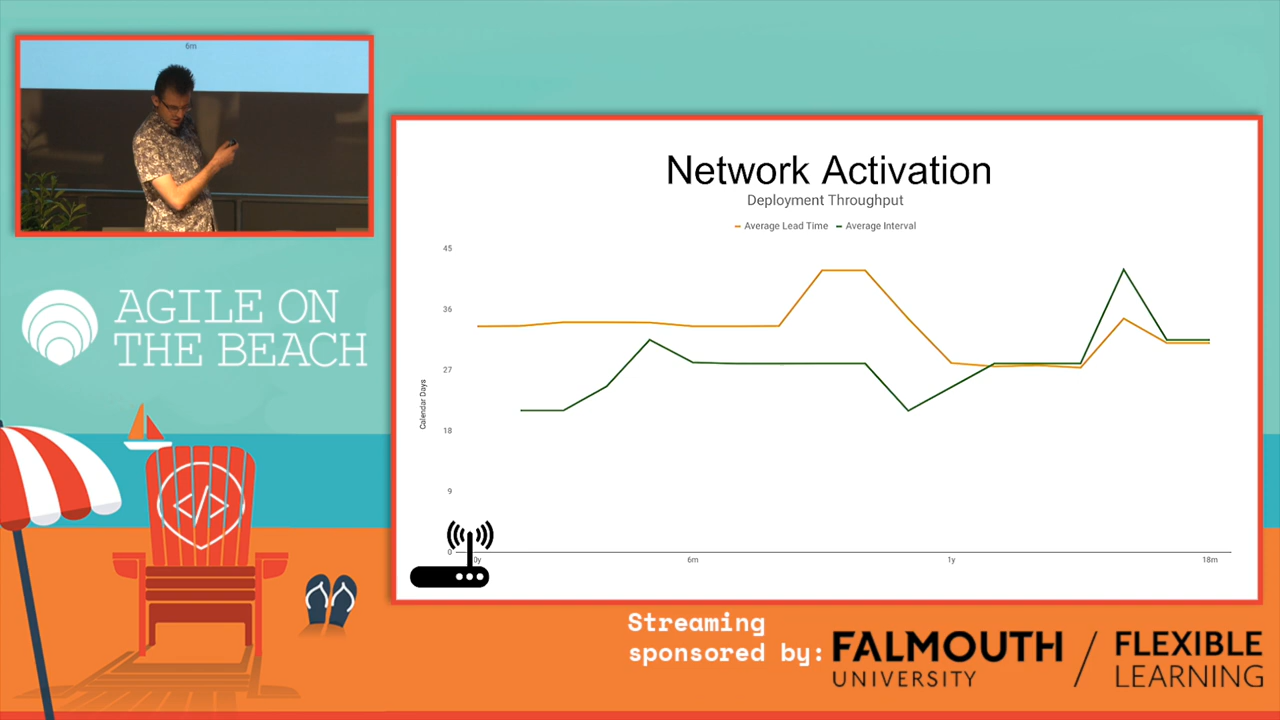 6m
AGILE ON
THE BEACH
</>
Network Activation
Deployment Throughput
Average Lead Time Average Interval
Calendar Days
45
36
27
18
9
0
0y 6m 1y 18m
Streaming
sponsored by:
FALMOUTH
UNIVERSITY
/
FLEXIBLE
LEARNING